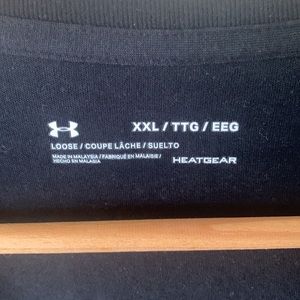 XXL / TTG / EEG
LOOSE / COUPE LÂCHE / SUELTO
MADE IN MALAYSIA / FABRIQUÉ EN MALAISIE /
HECHO EN MALASIA
HEATGEAR